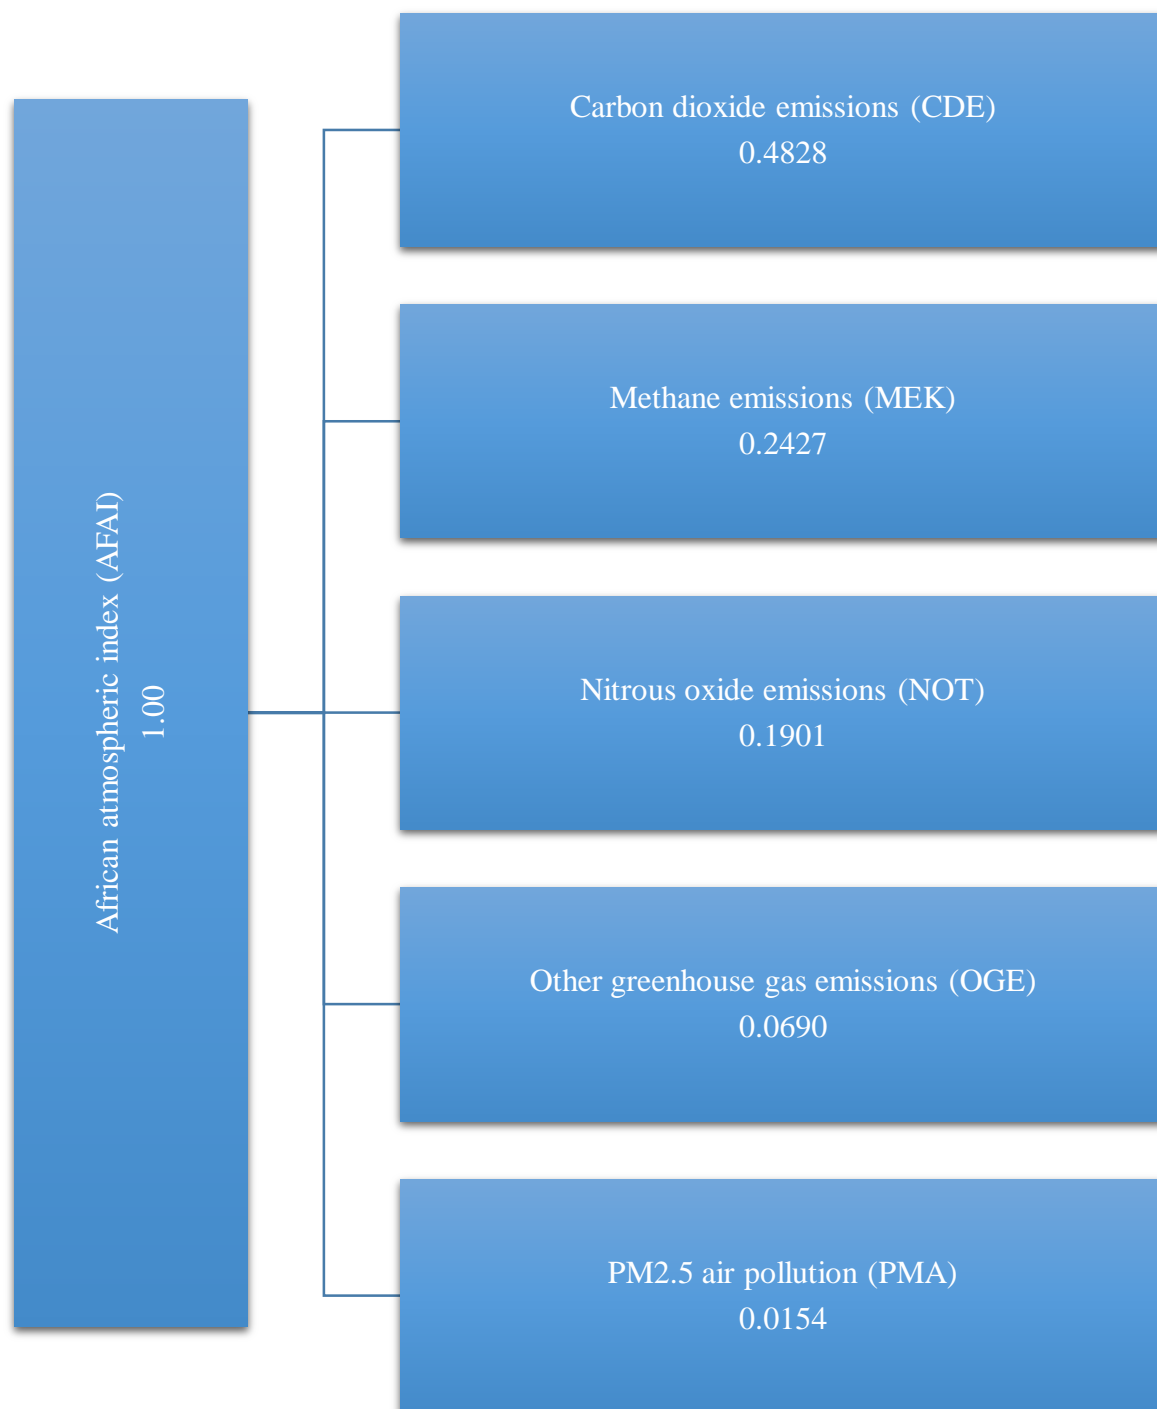 African atmospheric index (AFAI)
1.00
Carbon dioxide emissions (CDE)
0.4828
Methane emissions (MEK)
0.2427
Nitrous oxide emissions (NOT)
0.1901
Other greenhouse gas emissions (OGE)
0.0690
PM2.5 air pollution (PMA)
0.0154